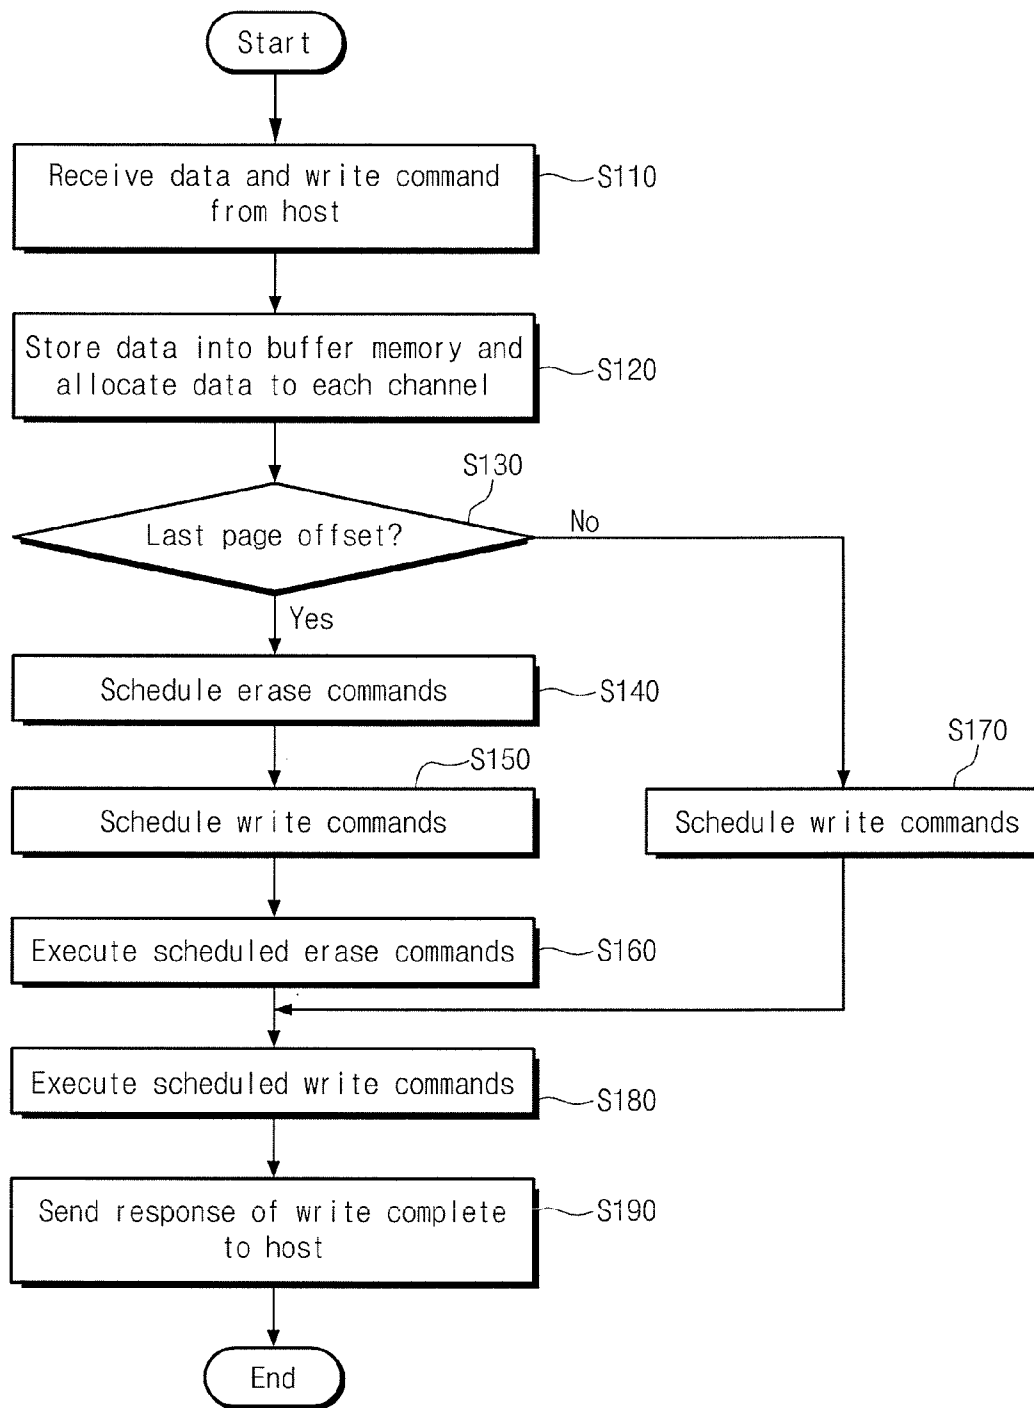 Start
Receive data and write command
from host
S110
Store data into buffer memory and
allocate data to each channel
S120
S130
Last page offset?
No
Yes
Schedule erase commands
S140
S150
Schedule write commands
S170
Schedule write commands
Execute scheduled erase commands
S160
Execute scheduled write commands
S180
Send response of write complete
to host
S190
End